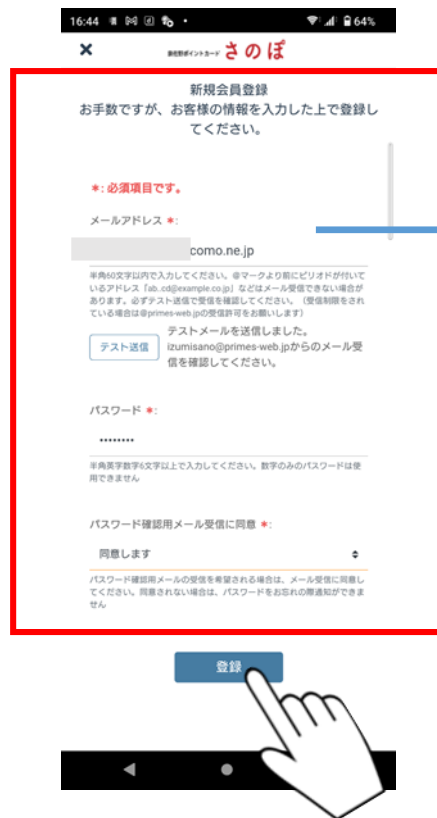 16:44
64%
×
泉佐野ポイントカード さのぽ
新規会員登録
お手数ですが、お客様の情報を入力した上で登録し
てください。
*: 必須項目です。
メールアドレス *:
como.ne.jp
半角60文字以内で入力してください。@マークより前にピリオドが付いて
いるアドレス「ab..cd@example.co.jp」などはメール受信できない場合が
あります。必ずテスト送信で受信を確認してください。（受信制限をされ
ている場合は@primes-web.jpの受信許可をお願いします）
テスト送信
テストメールを送信しました。
izumisano@primes-web.jpからのメール受
信を確認してください。
パスワード *:
••••••••
半角英字数字6文字以上で入力してください。数字のみのパスワードは使
用できません
パスワード確認用メール受信に同意 *:
同意します
パスワード確認用メールの受信を希望される場合は、メール受信に同意し
てください。同意されない場合は、パスワードをお忘れの際通知ができま
せん
登録